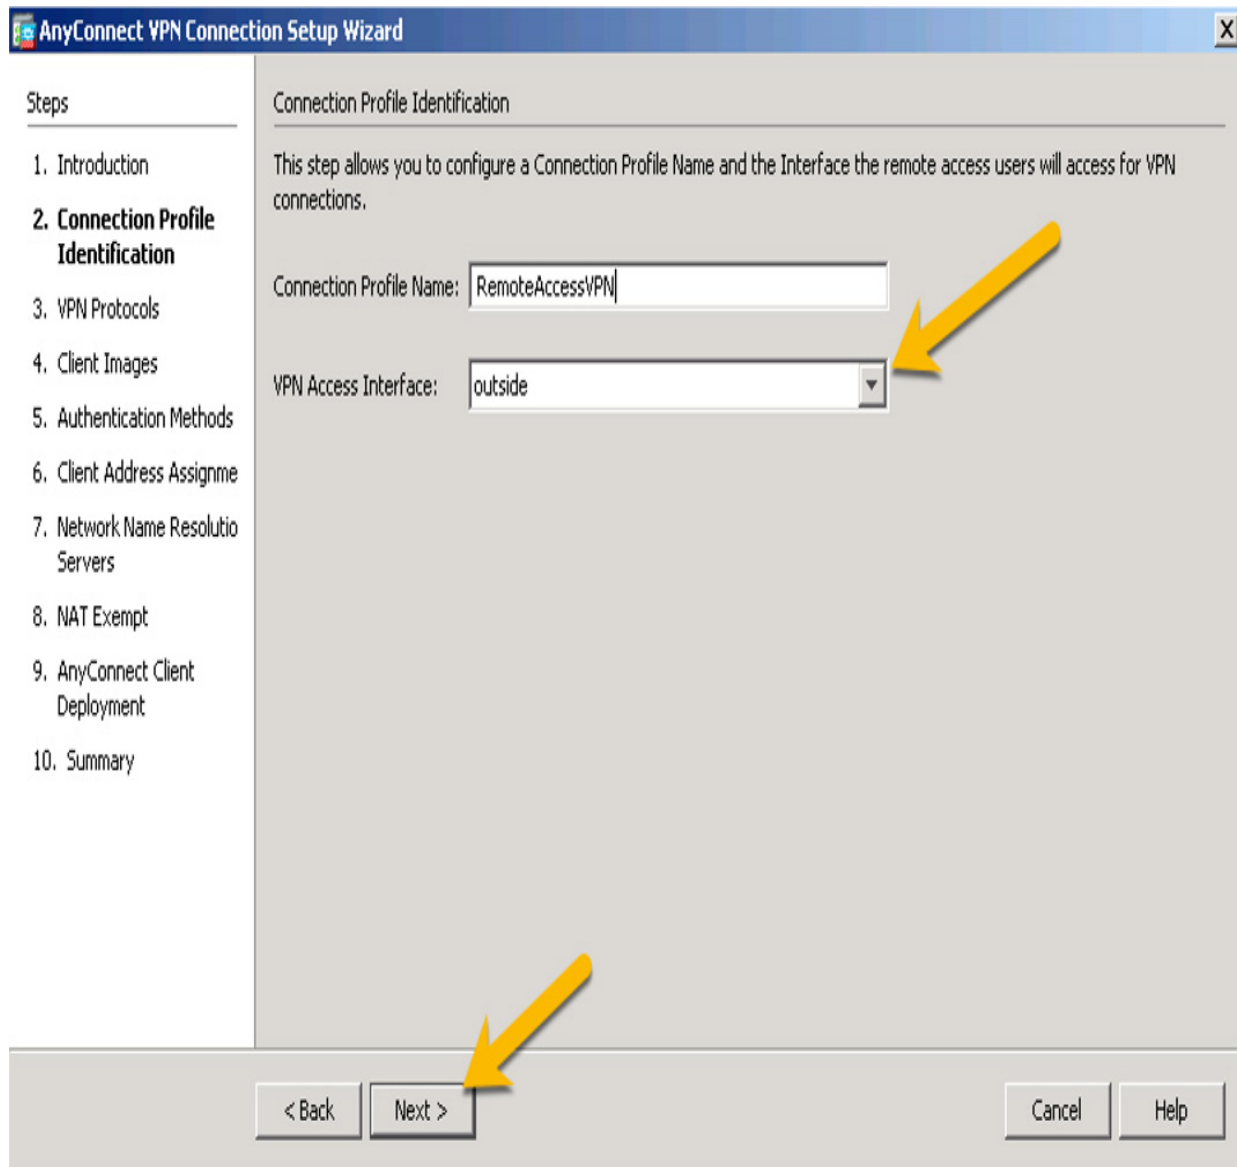 AnyConnect VPN Connection Setup Wizard
X
Steps
1. Introduction
2. Connection Profile
Identification
3. VPN Protocols
4. Client Images
5. Authentication Methods
6. Client Address Assignme
7. Network Name Resolutio
Servers
8. NAT Exempt
9. AnyConnect Client
Deployment
10. Summary
Connection Profile Identification
This step allows you to configure a Connection Profile Name and the Interface the remote access users will access for VPN
connections.
Connection Profile Name: RemoteAccessVPN
VPN Access Interface: outside
< Back Next > Cancel Help